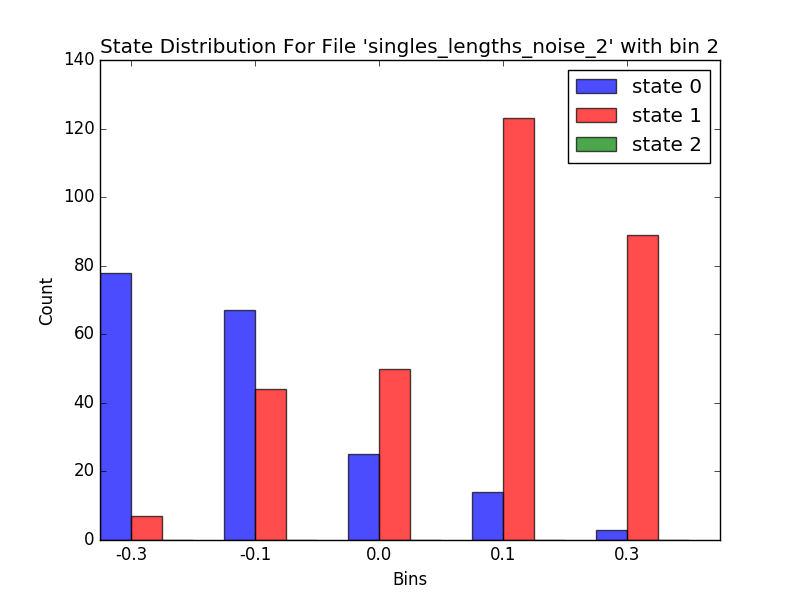 State Distribution For File 'singles_lengths_noise_2' with bin 2
state 0
state 1
state 2
140
120
100
80
60
40
20
0
Count
-0.3 -0.1 0.0 0.1 0.3
Bins